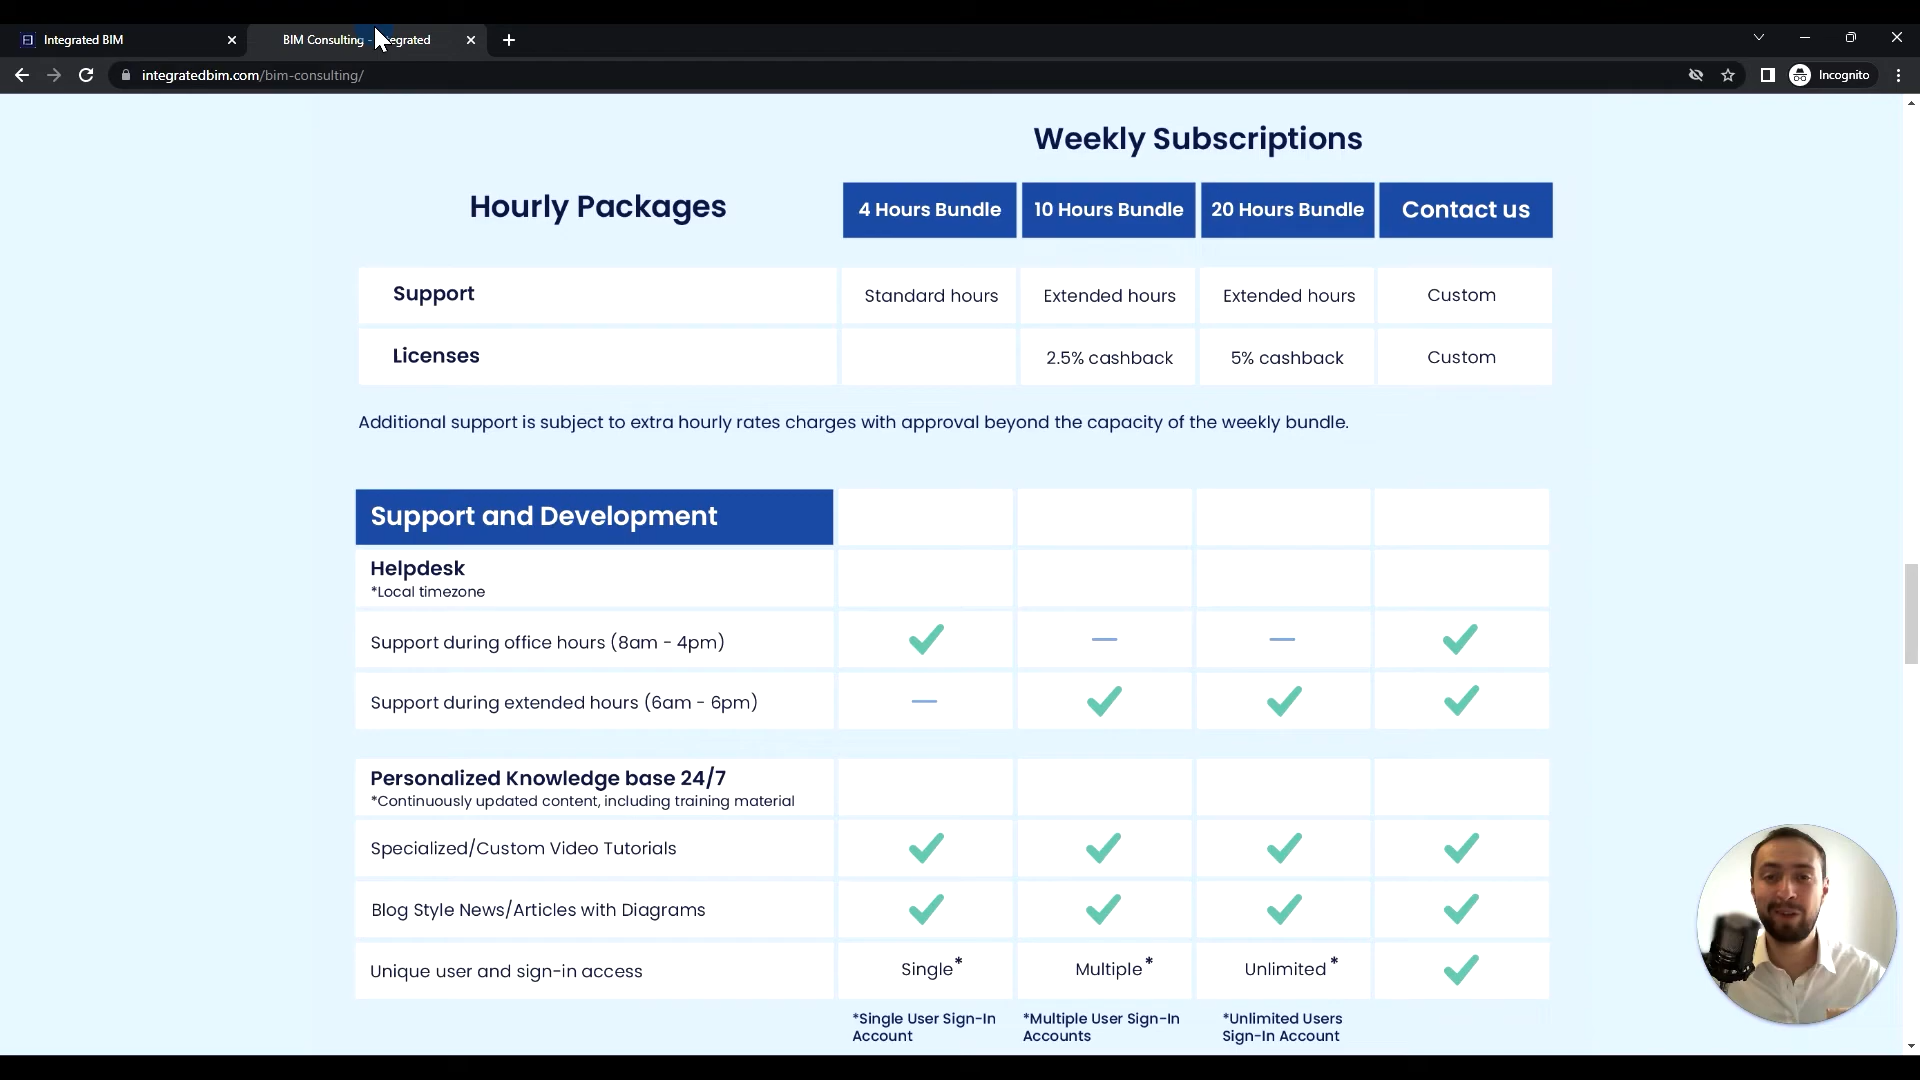 Integrated BIM
BIM Consulting - egrated
integratedbim.com/bim-consulting/
Incognito
Weekly Subscriptions
Hourly Packages
4 Hours Bundle 10 Hours Bundle 20 Hours Bundle Contact us
Support Standard hours Extended hours Extended hours Custom
Licenses 2.5% cashback 5% cashback Custom
Additional support is subject to extra hourly rates charges with approval beyond the capacity of the weekly bundle.
Support and Development
Helpdesk
*Local timezone
Support during office hours (8am - 4pm)
Support during extended hours (6am - 6pm)
Personalized Knowledge base 24/7
*Continuously updated content, including training material
Specialized/Custom Video Tutorials
Blog Style News/Articles with Diagrams
Unique user and sign-in access Single* Multiple* Unlimited*
*Single User Sign-In
Account
*Multiple User Sign-In
Accounts
*Unlimited Users
Sign-In Account